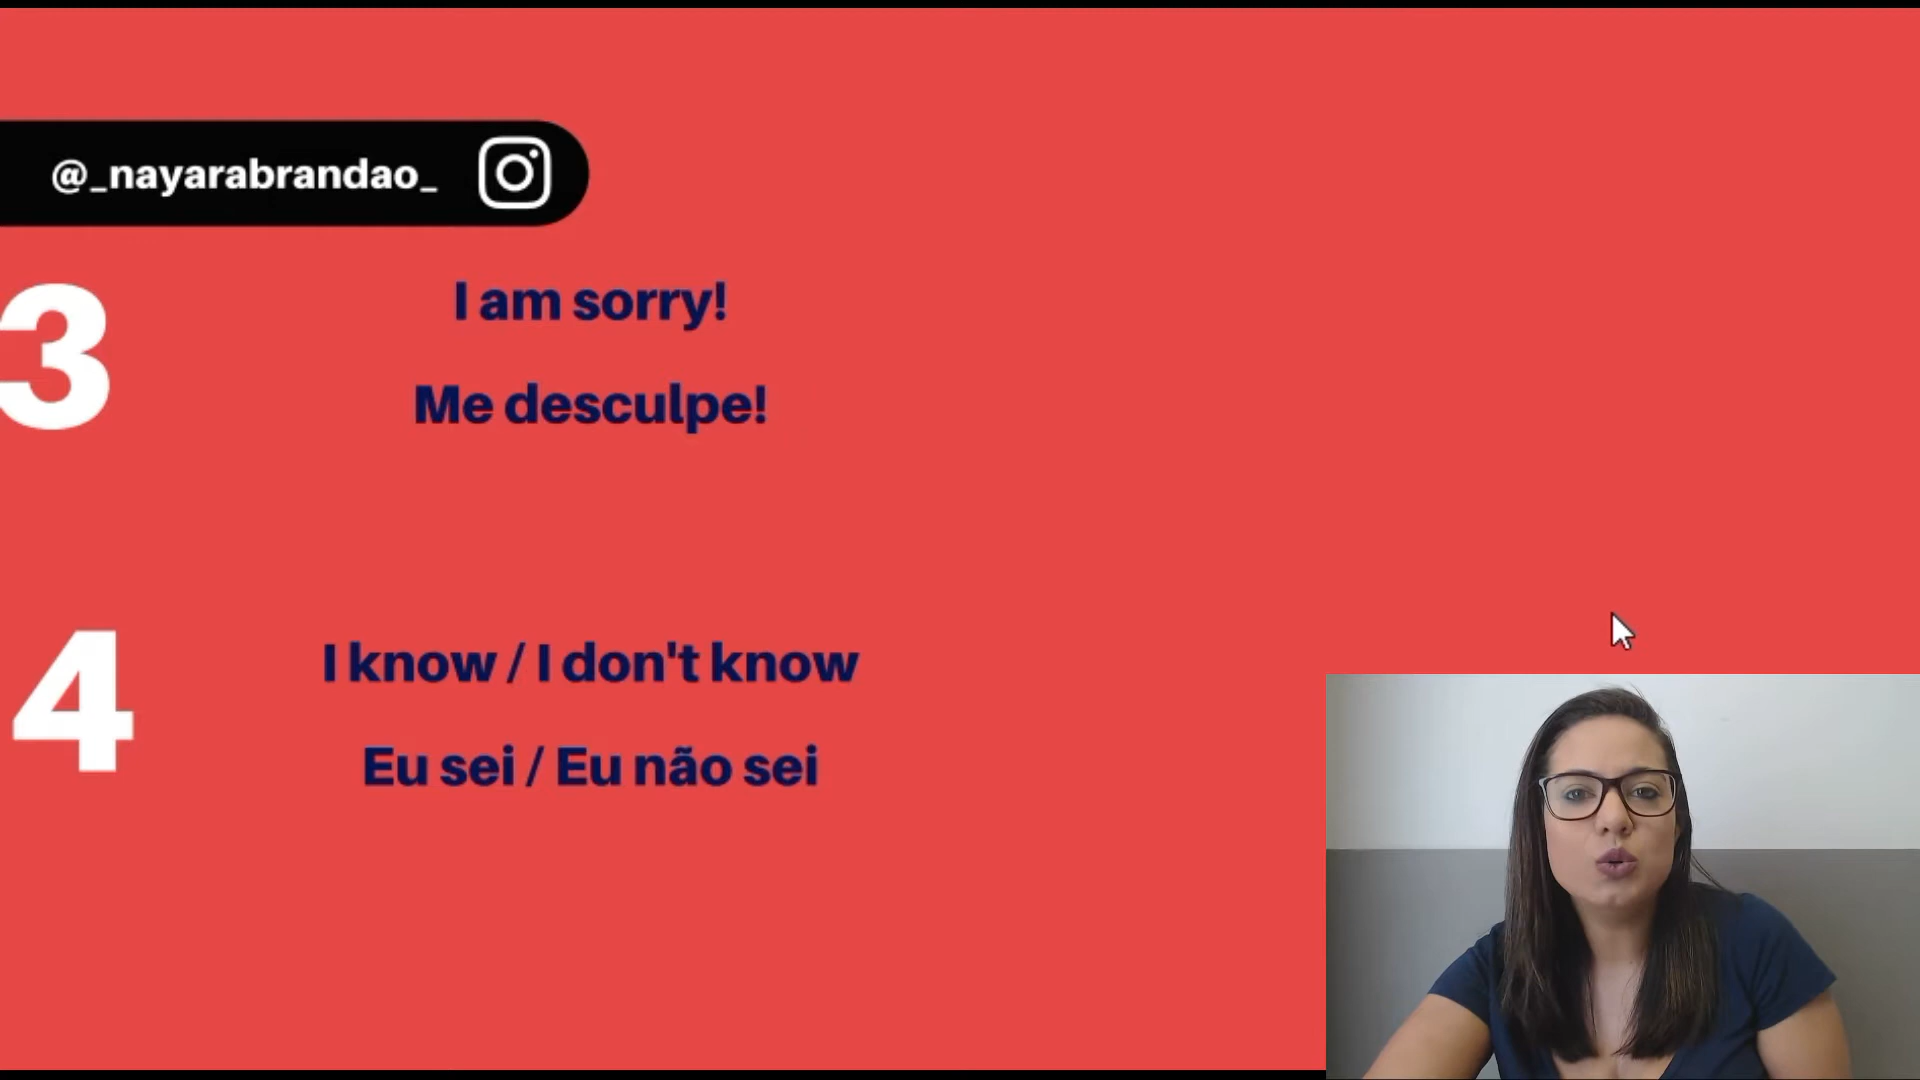 @_nayarabrandao_
3
I am sorry!
Me desculpe!
4
I know / I don't know
Eu sei / Eu não sei